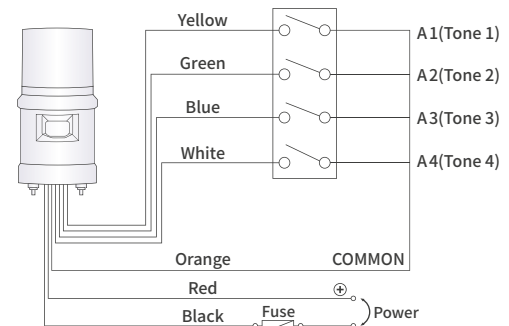 Yellow
A1(Tone 1)
Green
A2(Tone 2)
Blue
A3(Tone 3)
White
A4(Tone 4)
Orange COMMON
Red ⊕
Black Fuse Power